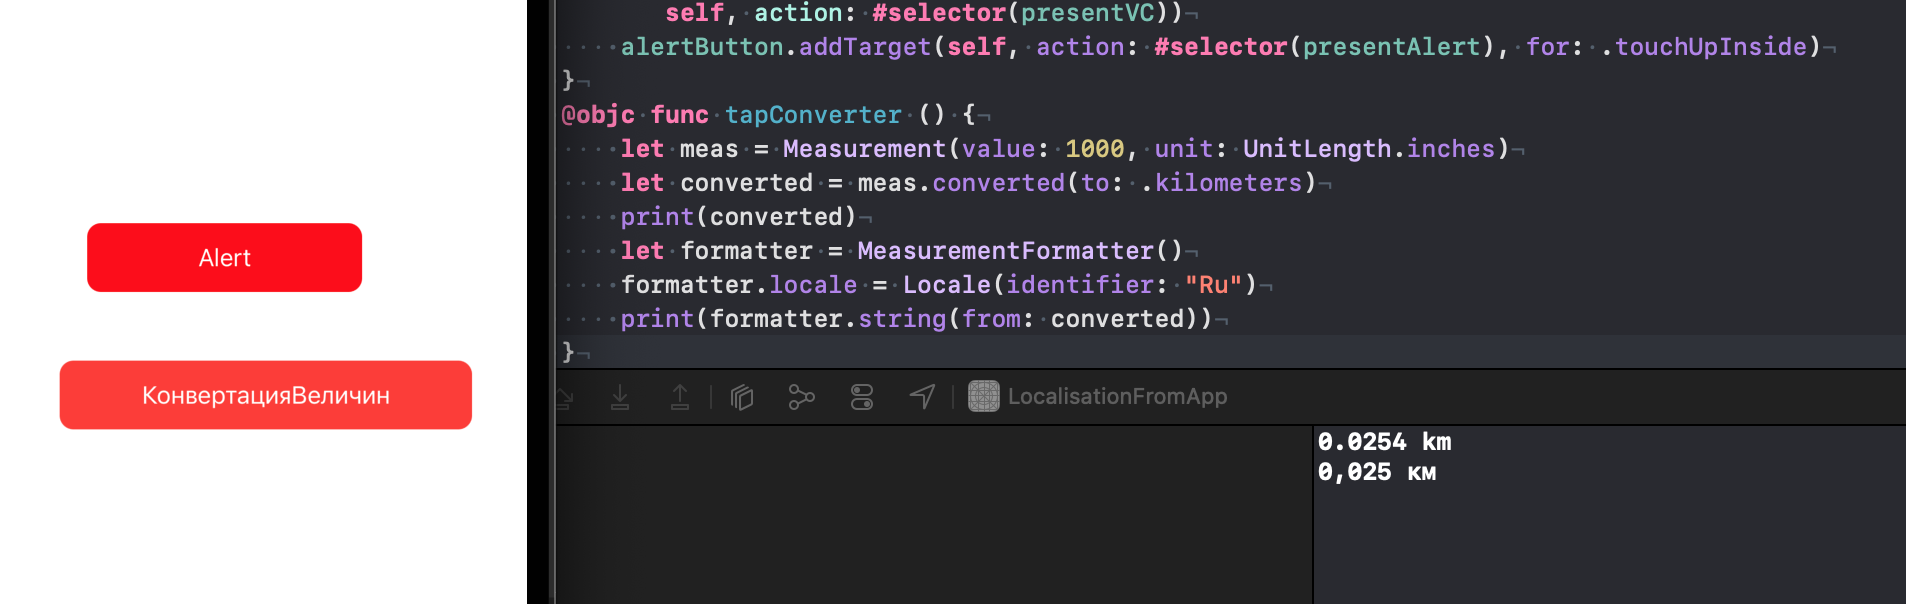 Alert
КонвертацияВеличин
self, action: #selector(presentVC))
alertButton.addTarget(self, action: #selector(presentAlert), for: .touchUpInside)
}
@objc func tapConverter () {
let meas = Measurement(value: 1000, unit: UnitLength.inches)
let converted = meas.converted(to: .kilometers)
print(converted)
let formatter = MeasurementFormatter()
formatter.locale = Locale(identifier: "Ru")
print(formatter.string(from: converted))
}
LocalisationFromApp
0.0254 km
0,025 км